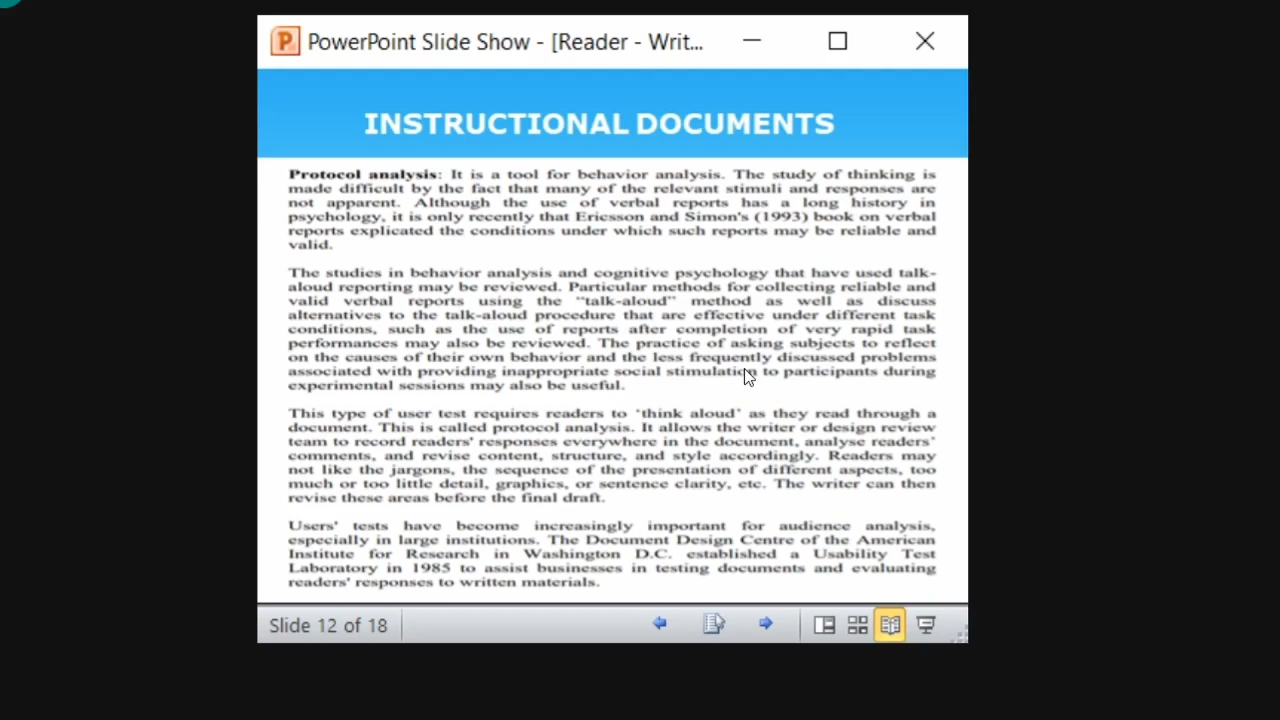 PowerPoint Slide Show - [Reader - Writ...
INSTRUCTIONAL DOCUMENTS
Protocol analysis: It is a tool for behavior analysis. The study of thinking is
made difficult by the fact that many of the relevant stimuli and responses are
not apparent. Although the use of verbal reports has a long history in
psychology, it is only recently that Ericsson and Simon's (1993) book on verbal
reports explicated the conditions under which such reports may be reliable and
valid.
The studies in behavior analysis and cognitive psychology that have used talk-
aloud reporting may be reviewed. Particular methods for collecting reliable and
valid verbal reports using the “talk-aloud” method as well as discuss
alternatives to the talk-aloud procedure that are effective under different task
conditions, such as the use of reports after completion of very rapid task
performances may also be reviewed. The practice of asking subjects to reflect
on the causes of their own behavior and the less frequently discussed problems
associated with providing inappropriate social stimulation to participants during
experimental sessions may also be useful.
This type of user test requires readers to ‘think aloud’ as they read through a
document. This is called protocol analysis. It allows the writer or design review
team to record readers' responses everywhere in the document, analyse readers’
comments, and revise content, structure, and style accordingly. Readers may
not like the jargons, the sequence of the presentation of different aspects, too
much or too little detail, graphics, or sentence clarity, etc. The writer can then
revise these areas before the final draft.
Users' tests have become increasingly important for audience analysis,
especially in large institutions. The Document Design Centre of the American
Institute for Research in Washington D.C. established a Usability Test
Laboratory in 1985 to assist businesses in testing documents and evaluating
readers' responses to written materials.
Slide 12 of 18